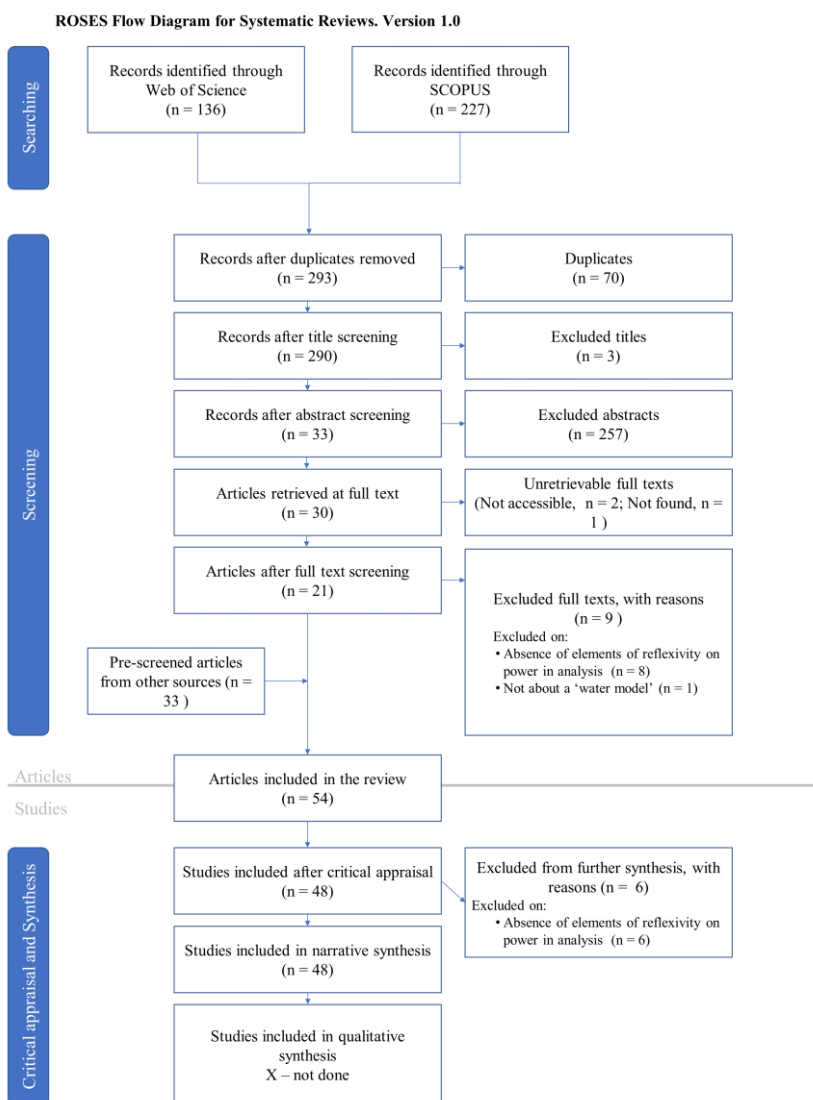 ROSES Flow Diagram for Systematic Reviews. Version 1.0
Searching
Records identified through
Web of Science
(n = 136)
Records identified through
SCOPUS
(n = 227)
Screening
Records after duplicates removed
(n = 293)
Duplicates
(n = 70)
Records after title screening
(n = 290)
Excluded titles
(n = 3)
Records after abstract screening
(n = 33)
Excluded abstracts
(n = 257)
Articles retrieved at full text
(n = 30)
Unretrievable full texts
(Not accessible, n = 2; Not found, n =
1 )
Articles after full text screening
(n = 21)
Excluded full texts, with reasons
(n = 9 )
Excluded on:
• Absence of elements of reflexivity on
power in analysis (n = 8)
• Not about a ‘water model’ (n = 1)
Pre-screened articles
from other sources (n =
33 )
Articles included in the review
(n = 54)
Articles
Studies
Critical appraisal and Synthesis
Studies included after critical appraisal
(n = 48)
Excluded from further synthesis, with
reasons (n = 6)
Excluded on:
• Absence of elements of reflexivity on
power in analysis (n = 6)
Studies included in narrative synthesis
(n = 48)
Studies included in qualitative
synthesis
X – not done